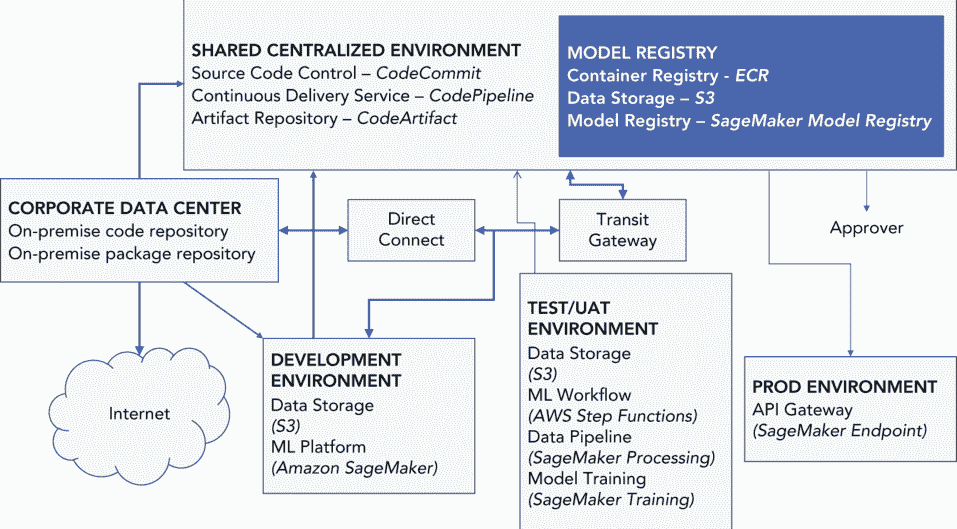 SHARED CENTRALIZED ENVIRONMENT
Source Code Control – CodeCommit
Continuous Delivery Service – CodePipeline
Artifact Repository – CodeArtifact
MODEL REGISTRY
Container Registry - ECR
Data Storage – S3
Model Registry – SageMaker Model Registry
CORPORATE DATA CENTER
On-premise code repository
On-premise package repository
Direct
Connect
Transit
Gateway
Approver
Internet
DEVELOPMENT
ENVIRONMENT
Data Storage
(S3)
ML Platform
(Amazon SageMaker)
TEST/UAT
ENVIRONMENT
Data Storage
(S3)
ML Workflow
(AWS Step Functions)
Data Pipeline
(SageMaker Processing)
Model Training
(SageMaker Training)
PROD ENVIRONMENT
API Gateway
(SageMaker Endpoint)